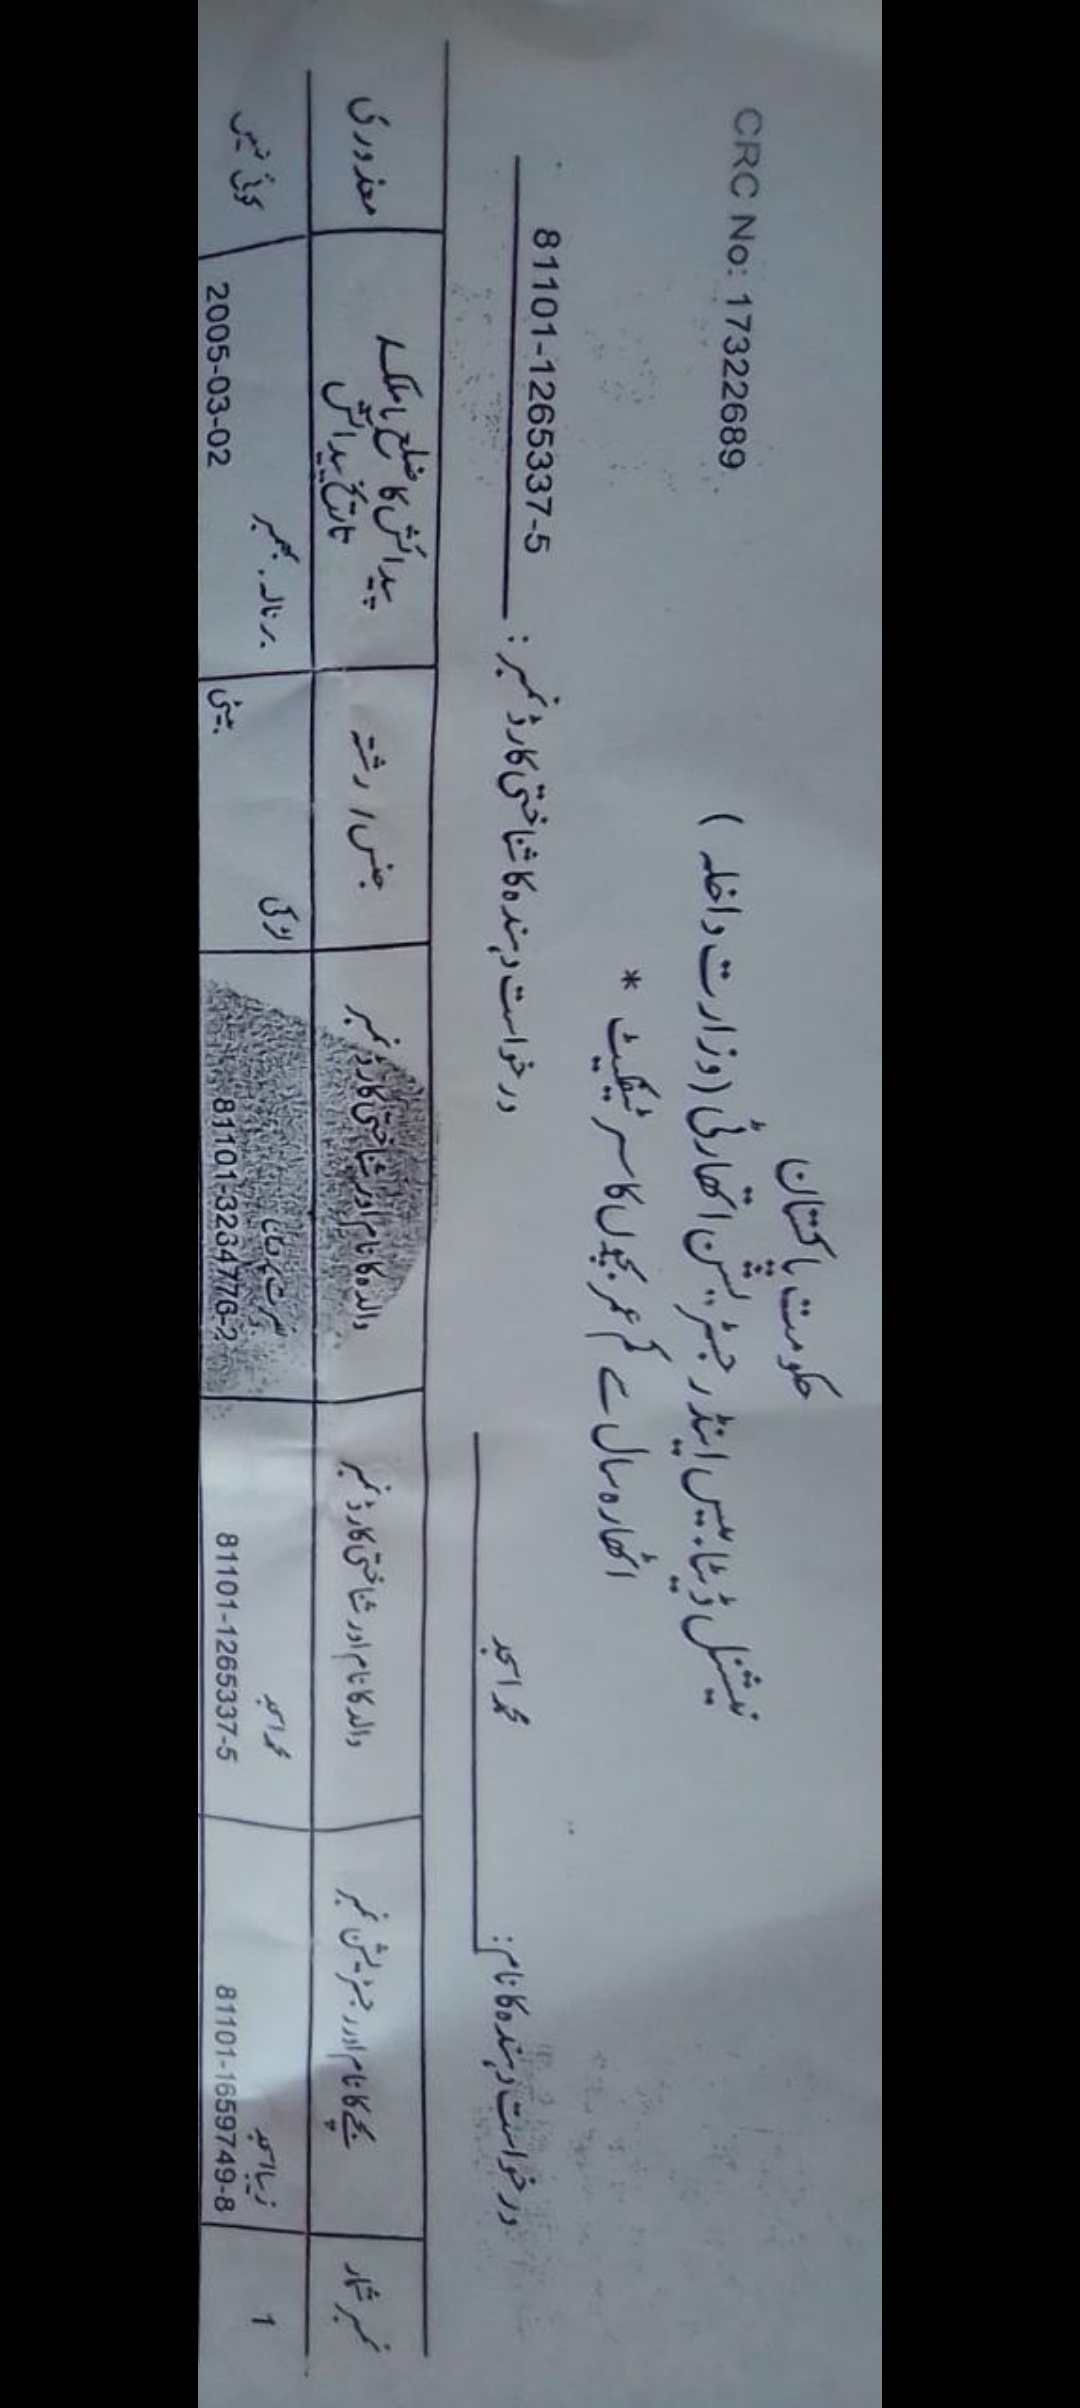 حکومت پاکستان
CRC No: 17322689
نیشنل ڈیٹا بیس اینڈ رجسٹریشن اتھارٹی (وزارت داخلہ )
اٹھارہ سال سے کم عمر بچوں کا سرٹیفکیٹ *
درخواست دہندہ کا نام: محمد اسجد درخواست دہندہ کا شناختی کارڈ نمبر : 81101-1265337-5
نمبر شمار بچے کا نام اور رجسٹریشن نمبر والد کا نام اور شناختی کارڈ نمبر والدہ کا نام اور شناختی کارڈ نمبر جنس/ رشتہ پیدائش کا ضلع یا ملک/ معذوری
تاریخ پیدائش
1 زیبا اسجد محمد اسجد لڑکی برنالہ. بھمبر کوئی نہیں
81101-1659749-8 81101-1265337-5 81101-3234776-2 بیٹی 2005-03-02